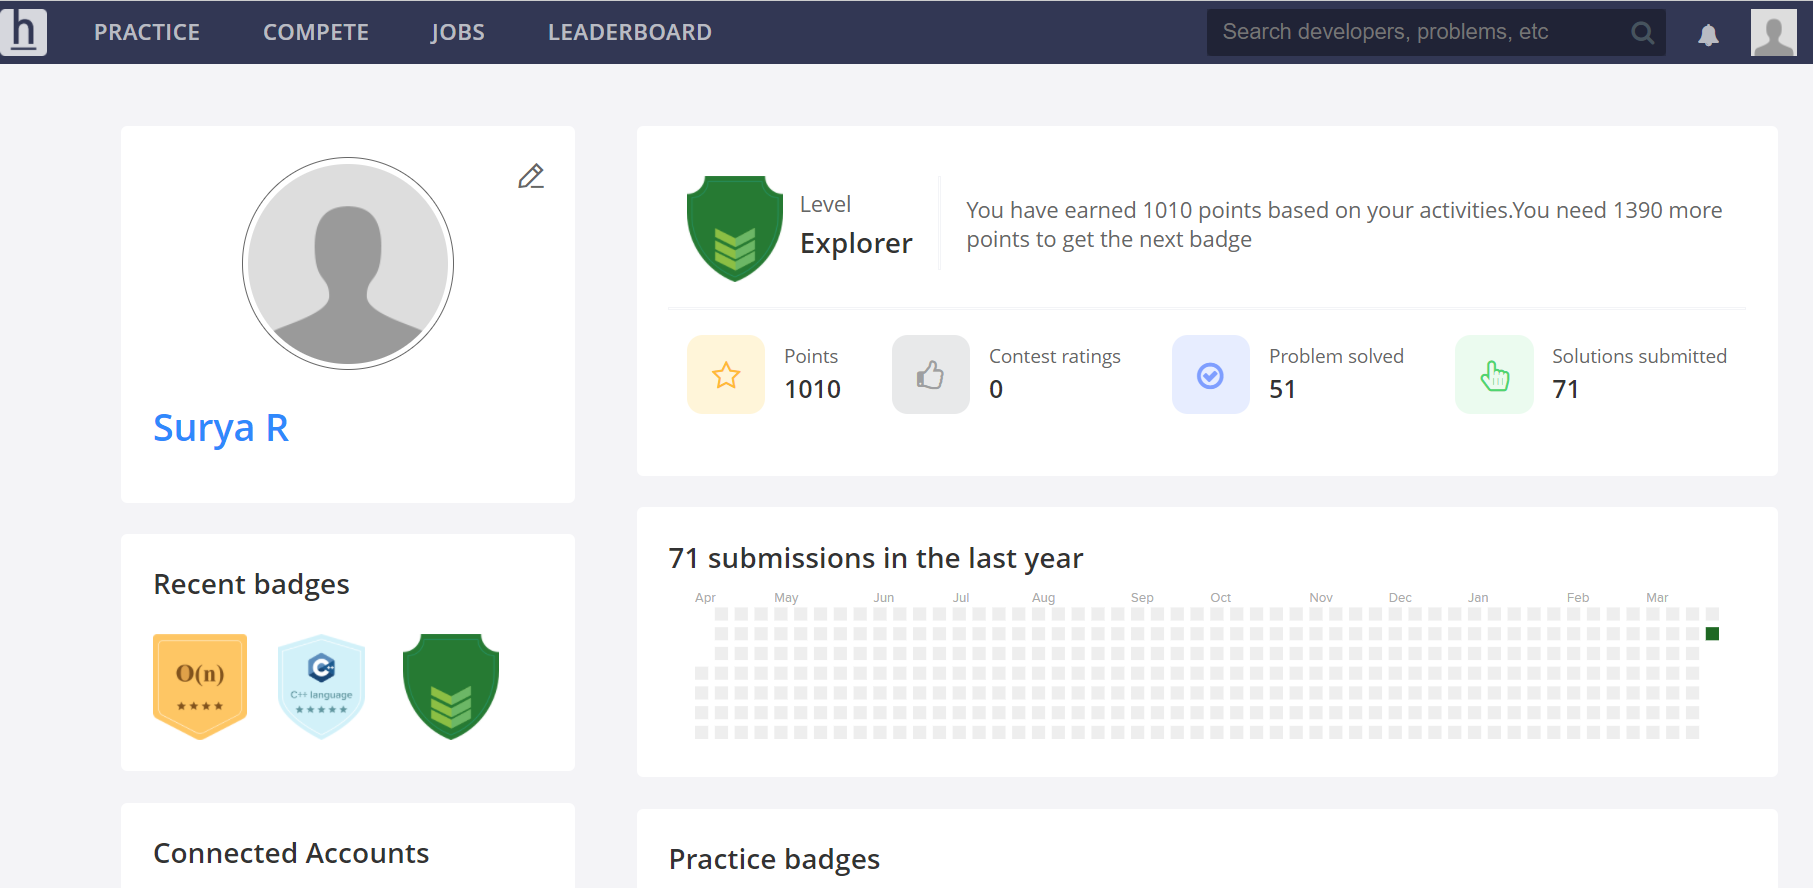 h PRACTICE COMPETE JOBS LEADERBOARD Search developers, problems, etc
Surya R
Recent badges
O(n)
C++
C++ language
Connected Accounts
Level
Explorer
You have earned 1010 points based on your activities.You need 1390 more
points to get the next badge
Points
1010
Contest ratings
0
Problem solved
51
Solutions submitted
71
71 submissions in the last year
Apr May Jun Jul Aug Sep Oct Nov Dec Jan Feb Mar
Practice badges